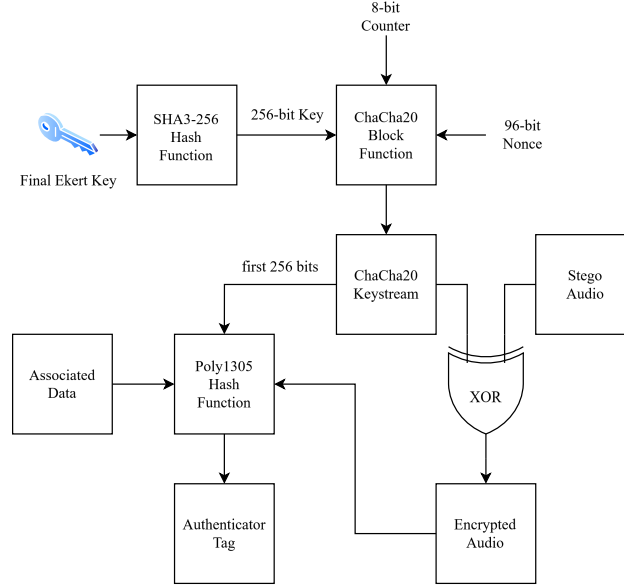 8-bit
Counter
SHA3-256
Hash
Function
256-bit Key
ChaCha20
Block
Function
96-bit
Nonce
Final Ekert Key
first 256 bits
ChaCha20
Keystream
Stego
Audio
Associated
Data
Poly1305
Hash
Function
XOR
Authenticator
Tag
Encrypted
Audio